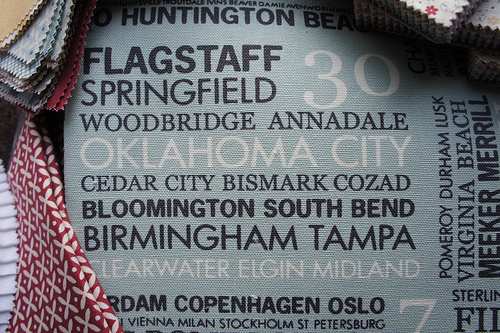 O HUNTINGTON BEA
FLAGSTAFF
SPRINGFIELD
30
WOODBRIDGE ANNADALE
OKLAHOMA CITY
CEDAR CITY BISMARK COZAD
BLOOMINGTON SOUTH BEND
BIRMINGHAM TAMPA
LEARWATER ELGIN MIDLAND
RDAM COPENHAGEN OSLO
VIENNA MILAN STOCKHOLM ST PETERSBURG
7
POMEROY DURHAM LUSK
VIRGINIA BEACH
MEEKER MERRILL
STERLIN